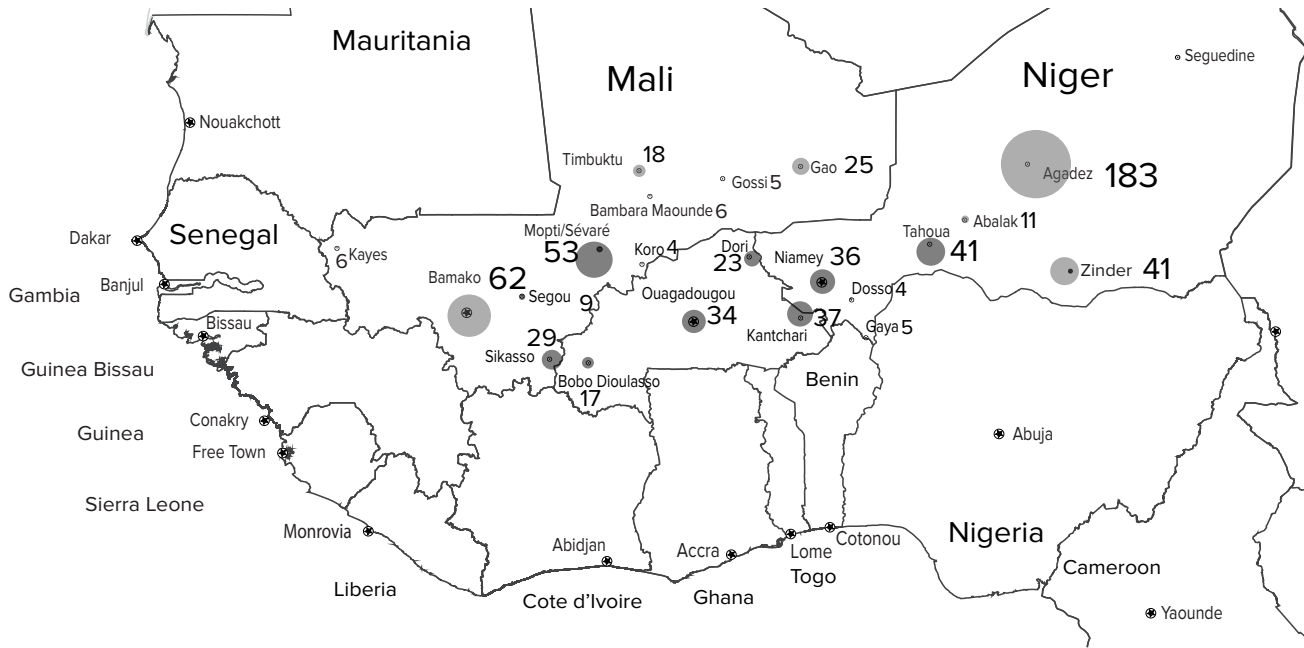 Mauritania
Mali
Niger
Seguedine
Nouakchott
Timbuktu 18
Gossi 5
Gao 25
Agadez 183
Bambara Maounde 6
Abalak 11
Dakar
Senegal
6 Kayes
Mopti/Sévaré
53
Koro 4
Dori
23
Niamey 36
Tahoua
41
Zinder 41
Banjul
Gambia
Bamako 62
Segou
9
Ouagadougou
34
Dosso 4
Kantchari
37
Gaya 5
Bissau
Guinea Bissau
29
Sikasso
Bobo Dioulasso
17
Benin
Conakry
Guinea
Free Town
Abuja
Sierra Leone
Monrovia
Abidjan
Accra
Lome
Togo
Cotonou
Nigeria
Liberia
Cote d’Ivoire
Ghana
Cameroon
Yaounde